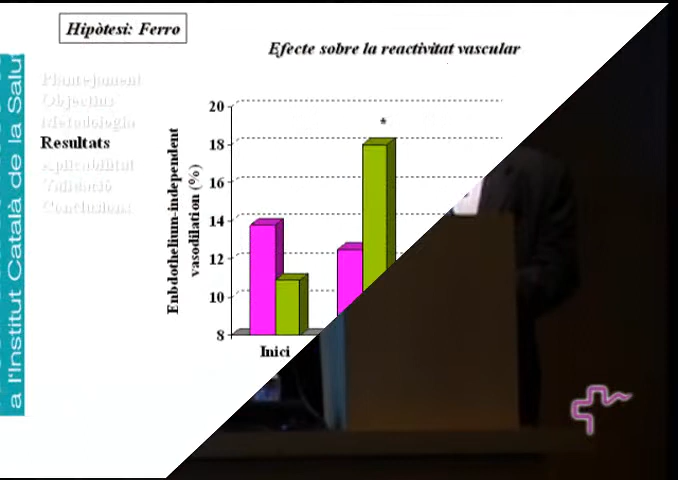 Hipòtesi: Ferro
Efecte sobre la reactivitat vascular
a l'Institut Català de la Salu
Plantejament
Objectius
Metodologia
Resultats
Aplicabilitat
Validació
Conclusions
Enbdothelium-independent
vasodilation (%)
20
18
16
14
12
10
8
*
Inici